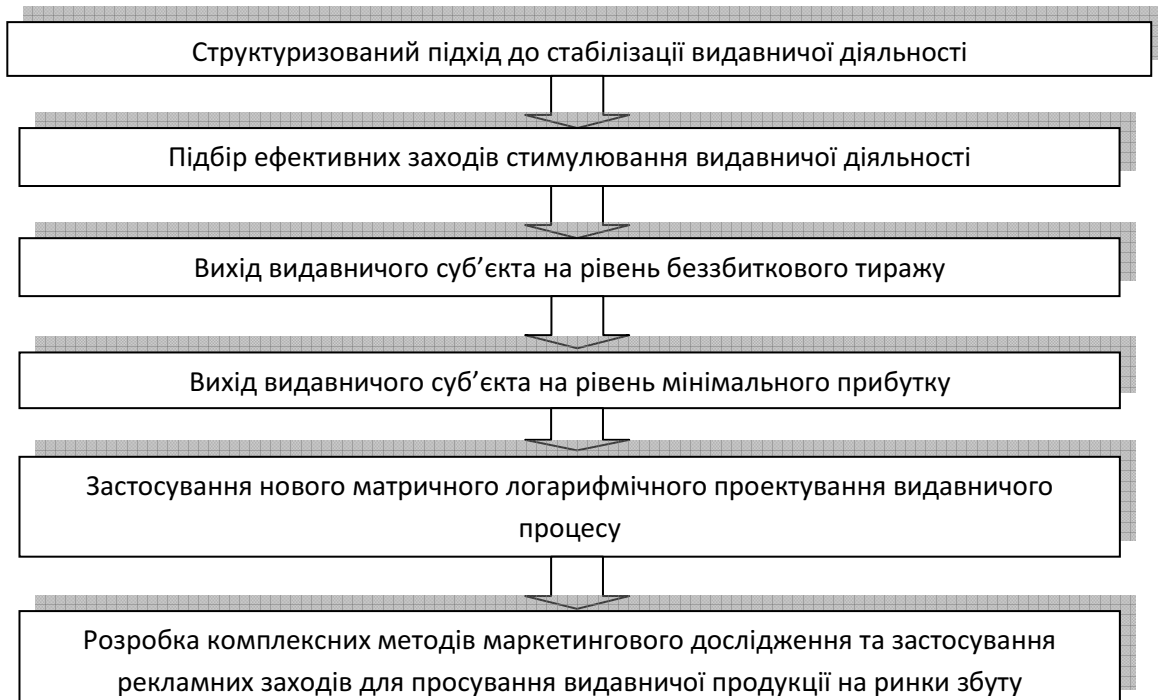 Структуризований підхід до стабілізації видавничої діяльності
Підбір ефективних заходів стимулювання видавничої діяльності
Вихід видавничого суб’єкта на рівень беззбиткового тиражу
Вихід видавничого суб’єкта на рівень мінімального прибутку
Застосування нового матричного логарифмічного проектування видавничого
процесу
Розробка комплексних методів маркетингового дослідження та застосування
рекламних заходів для просування видавничої продукції на ринки збуту